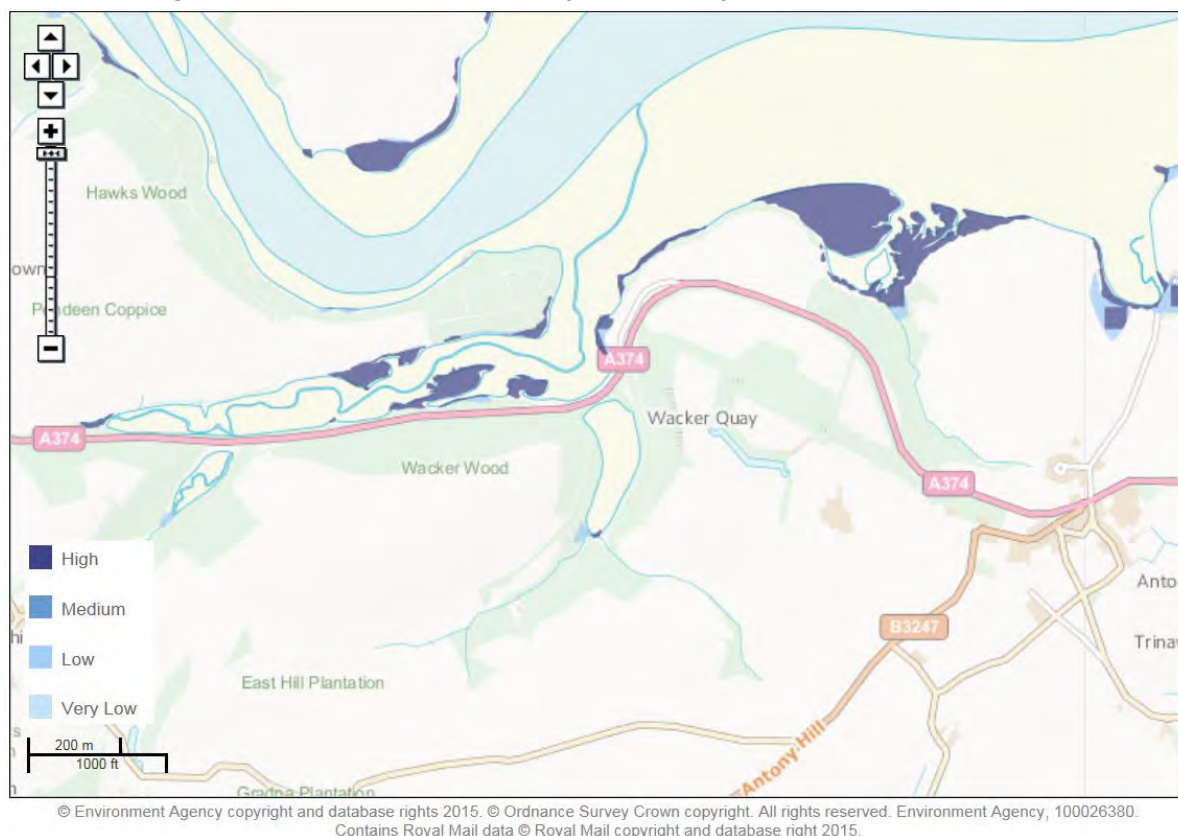 Hawks Wood
own
Pendeen Coppice
A374
A374
Wacker Quay
Wacker Wood
A374
High
Medium
Low
Very Low
B3247
Anto
Trina
East Hill Plantation
Antony Hill
200 m
1000 ft
Gradna Plantation
© Environment Agency copyright and database rights 2015. © Ordnance Survey Crown copyright. All rights reserved. Environment Agency, 100026380.
Contains Royal Mail data © Royal Mail copyright and database right 2015.